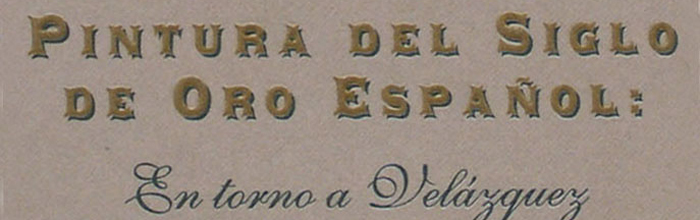 PINTURA DEL SIGLO
DE ORO ESPAÑOL:
En torno a Velázquez